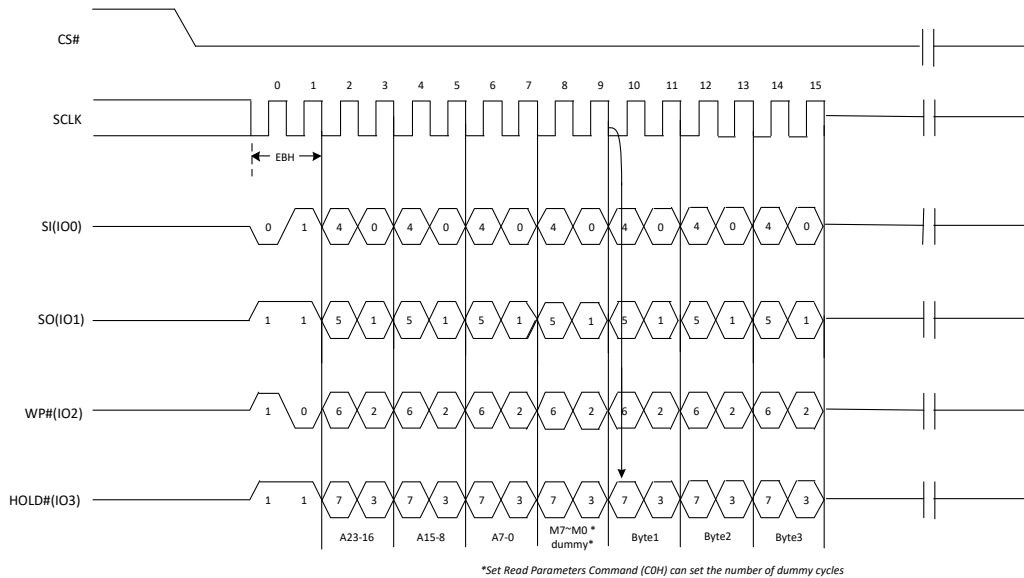 CS#
0 1 2 3 4 5 6 7 8 9 10 11 12 13 14 15
SCLK
EBH
SI(IO0) 0 1 4 0 4 0 4 0 4 0 4 0 4 0 4 0
SO(IO1) 1 1 5 1 5 1 5 1 5 1 5 1 5 1 5 1
WP#(IO2) 1 0 6 2 6 2 6 2 6 2 6 2 6 2 6 2
HOLD#(IO3) 1 1 7 3 7 3 7 3 7 3 7 3 7 3 7 3
A23-16 A15-8 A7-0 M7~M0 * Byte1 Byte2 Byte3
dummy*
*Set Read Parameters Command (C0H) can set the number of dummy cycles